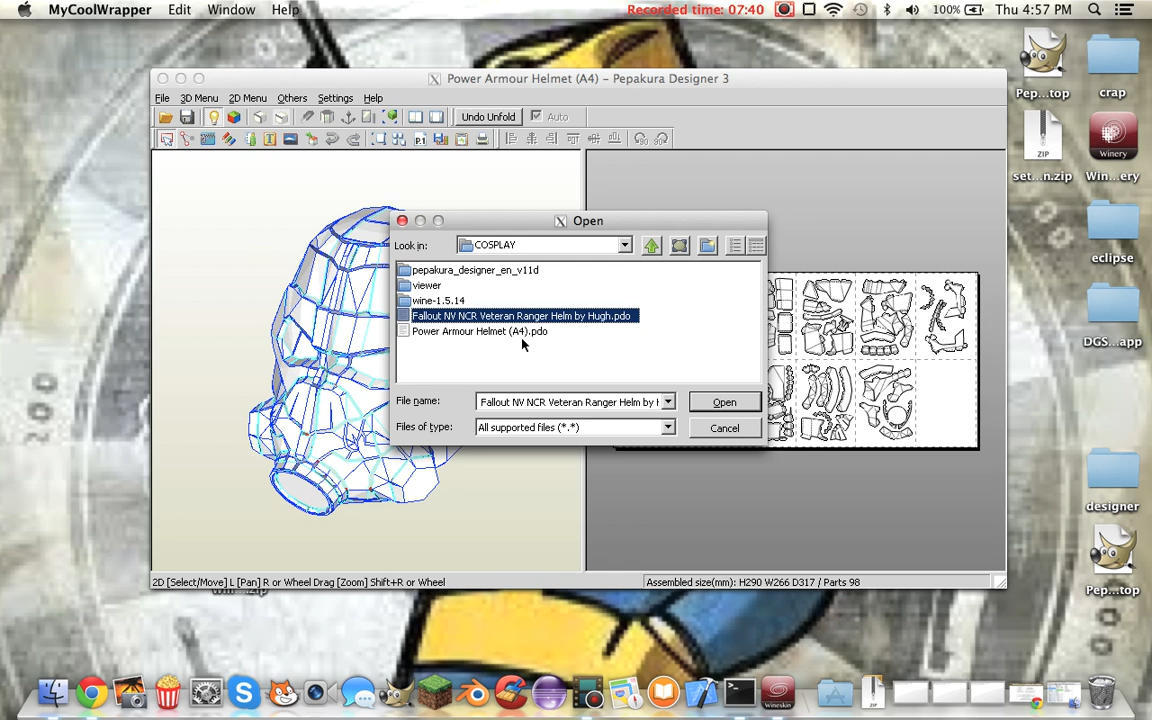 MyCoolWrapper Edit Window Help Recorded time: 07:40 100% Thu 4:57 PM
Power Armour Helmet (A4) - Pepakura Designer 3
File 3D Menu 2D Menu Others Settings Help
Undo Unfold Auto
P.1
Open
Look in: COSPLAY
pepakura_designer_en_v11d
viewer
wine-1.5.14
Fallout NV NCR Veteran Ranger Helm by Hugh.pdo
Power Armour Helmet (A4).pdo
File name: Fallout NV NCR Veteran Ranger Helm by H Open
Files of type: All supported files (*.*) Cancel
2D [Select/Move] L [Pan] R or Wheel Drag [Zoom] Shift+R or Wheel Assembled size(mm): H290 W266 D317 / Parts 98
Pep...top
crap
ZIP
set...n.zip
Winery
Win...ery
eclipse
DGS...app
designer
Pep...top
200